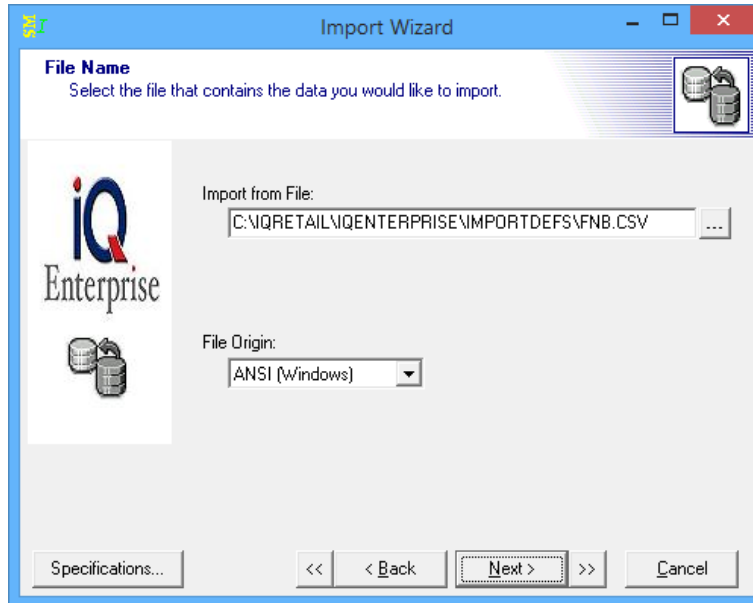 Import Wizard
File Name
Select the file that contains the data you would like to import.
iQ
Enterprise
Import from File:
C:\IQRETAIL\IQENTERPRISE\IMPORTDEFS\FNB.CSV
...
File Origin:
ANSI (Windows)
Specifications...
<<
< Back
Next >
>>
Cancel